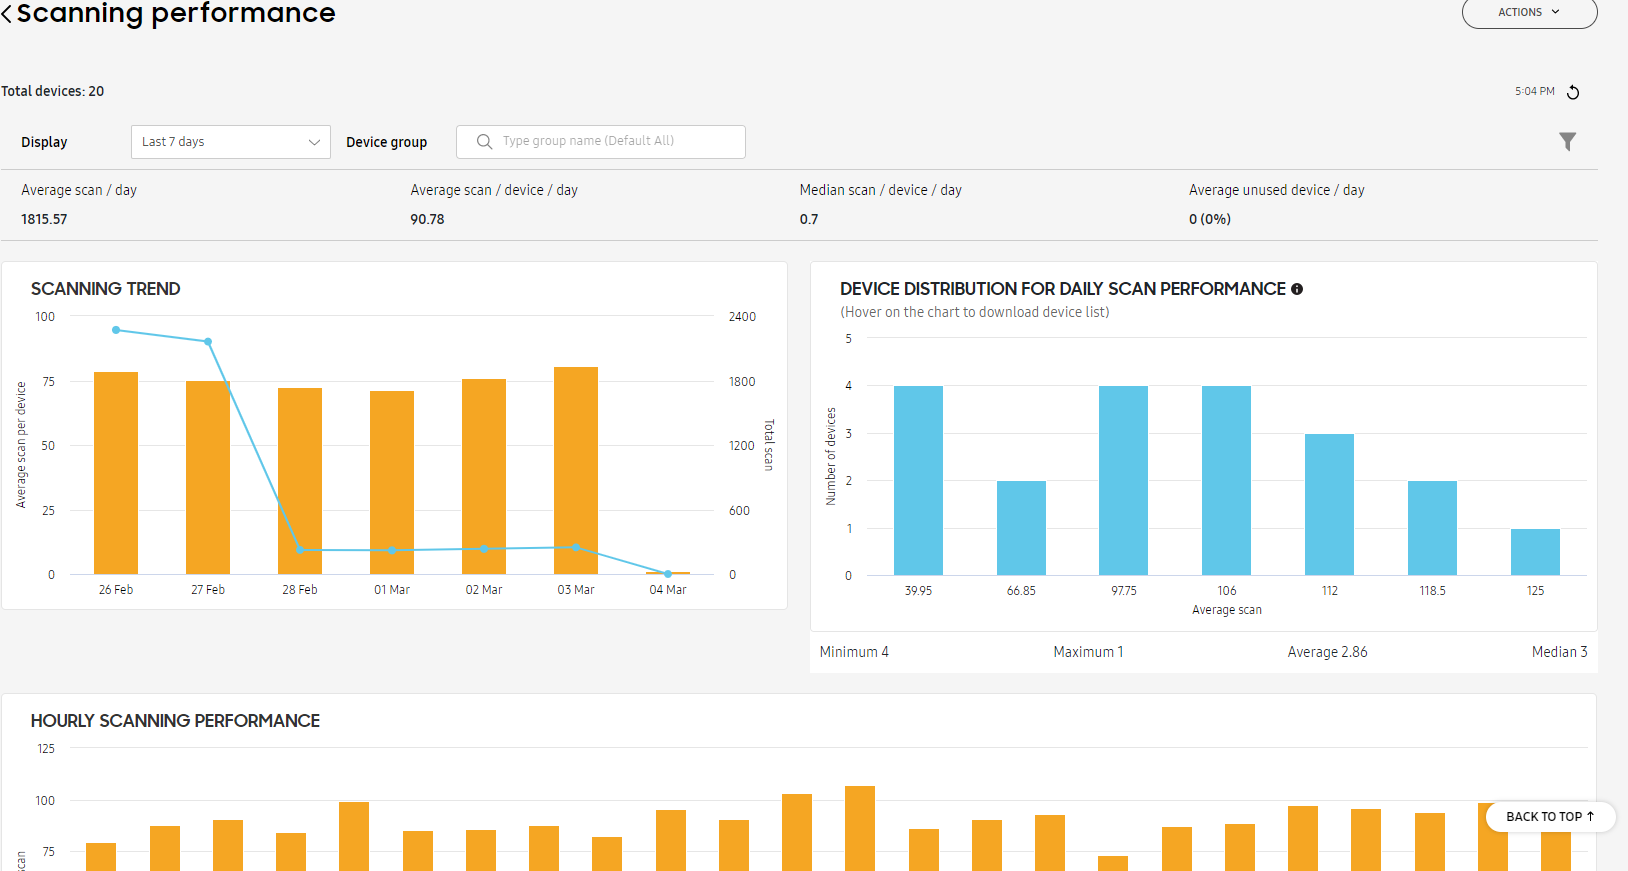 Scanning performance
ACTIONS
Total devices: 20
5:04 PM
Display
Last 7 days
Device group
Type group name (Default All)
Average scan / day
Average scan / device / day
Median scan / device / day
Average unused device / day
1815.57
90.78
0.7
0 (0%)
SCANNING TREND
100
75
50
25
0
Average scan per device
2400
1800
1200
600
0
Total scan
26 Feb
27 Feb
28 Feb
01 Mar
02 Mar
03 Mar
04 Mar
DEVICE DISTRIBUTION FOR DAILY SCAN PERFORMANCE
(Hover on the chart to download device list)
5
4
3
2
1
0
Number of devices
39.95
66.85
97.75
106
112
118.5
125
Average scan
Minimum 4
Maximum 1
Average 2.86
Median 3
HOURLY SCANNING PERFORMANCE
125
100
75
scan
BACK TO TOP ↑